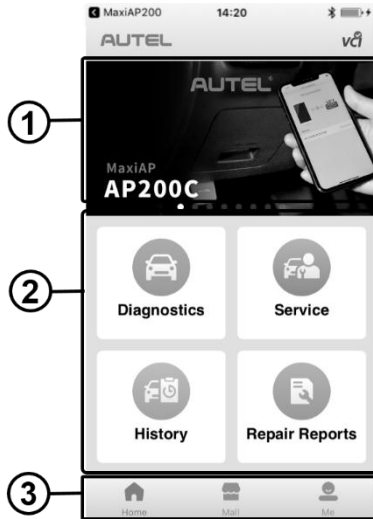 MaxiAP200 14:20
AUTEL vci
1
AUTEL
MaxiAP
AP200C
2
Diagnostics Service
History Repair Reports
3
Home Mall Me